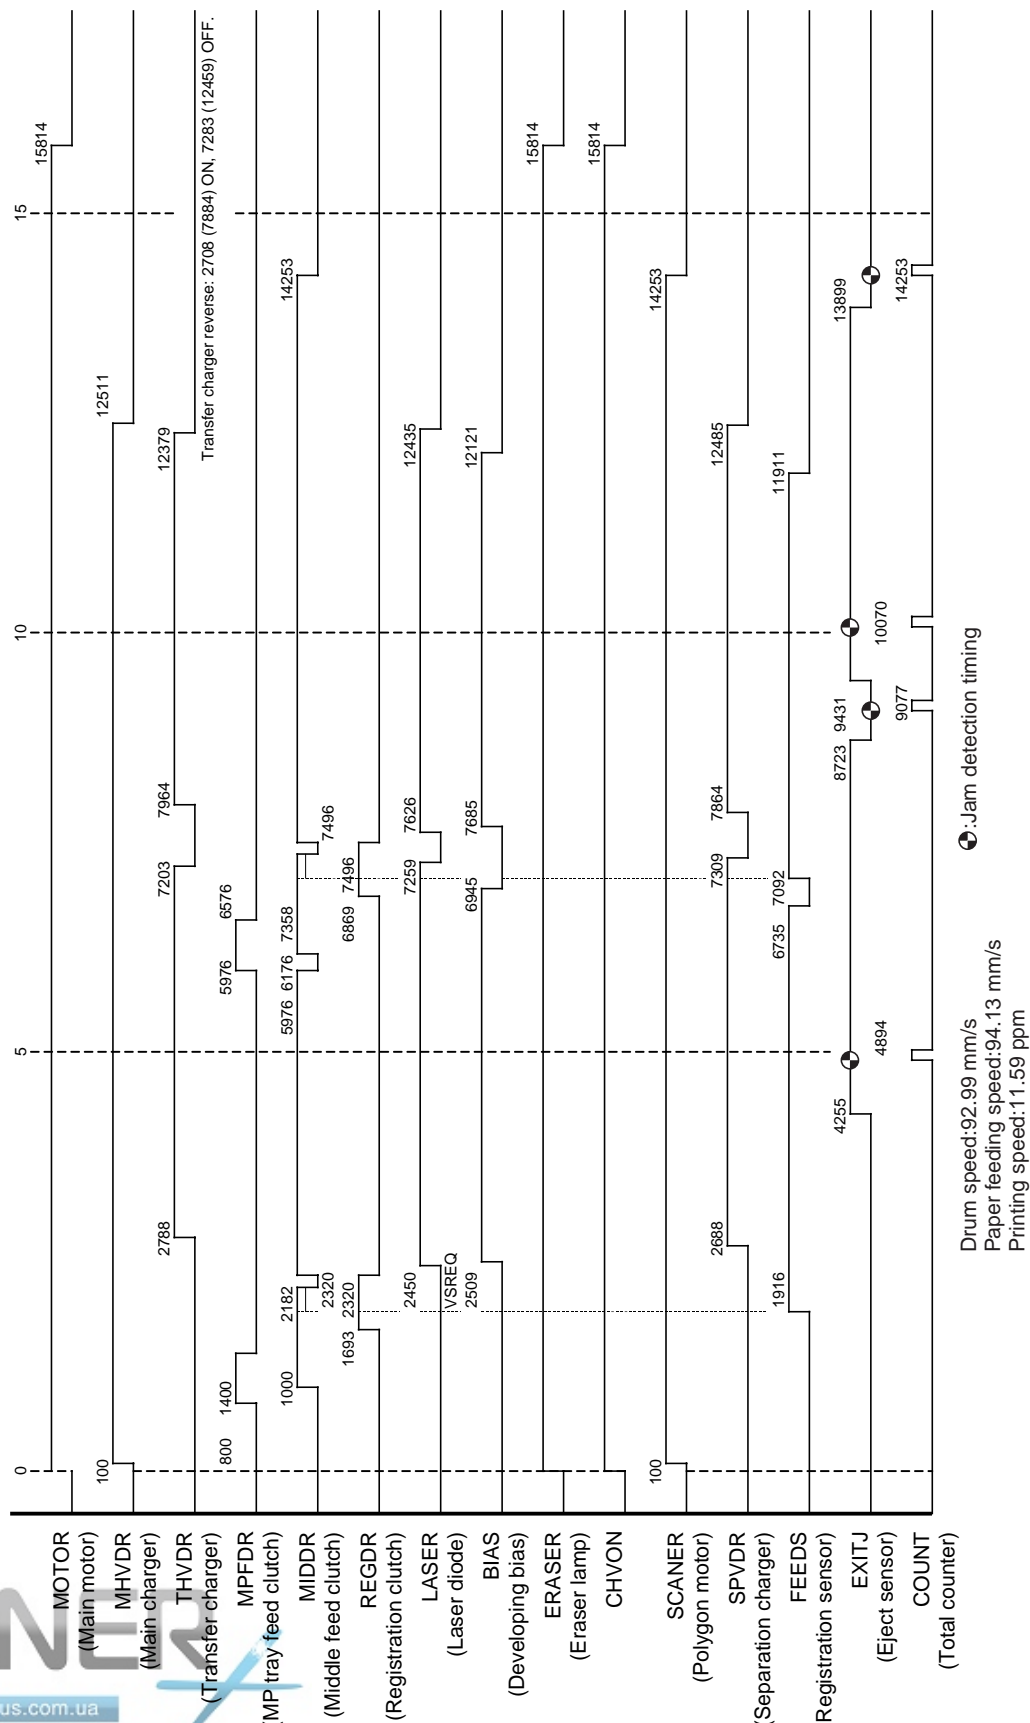 0 5 10 15
MOTOR
(Main motor)
15814
MHVDR
(Main charger)
100 12511
THVDR
(Transfer charger)
2788 7203 7964 12379
Transfer charger reverse: 2708 (7884) ON, 7283 (12459) OFF.
MPFDR
(MP tray feed clutch)
800 1400 5976 6576
MIDDR
(Middle feed clutch)
1000 2182 2320 5976 6176 7358 7496 14253
REGDR
(Registration clutch)
1693 2320 6869 7496
LASER
(Laser diode)
2450 7259 7626 12435
VSREQ
BIAS
(Developing bias)
2509 6945 7685 12121
ERASER
(Eraser lamp)
15814
CHVON
15814
SCANER
(Polygon motor)
100 14253
SPVDR
(Separation charger)
2688 7309 7864 12485
FEEDS
Registration sensor)
1916 6735 7092 11911
EXITJ
(Eject sensor)
4255 4894 8723 9431 10070 13899
COUNT
(Total counter)
9077 14253
Drum speed:92.99 mm/s
Paper feeding speed:94.13 mm/s
Printing speed:11.59 ppm
:Jam detection timing
NER
us.com.ua